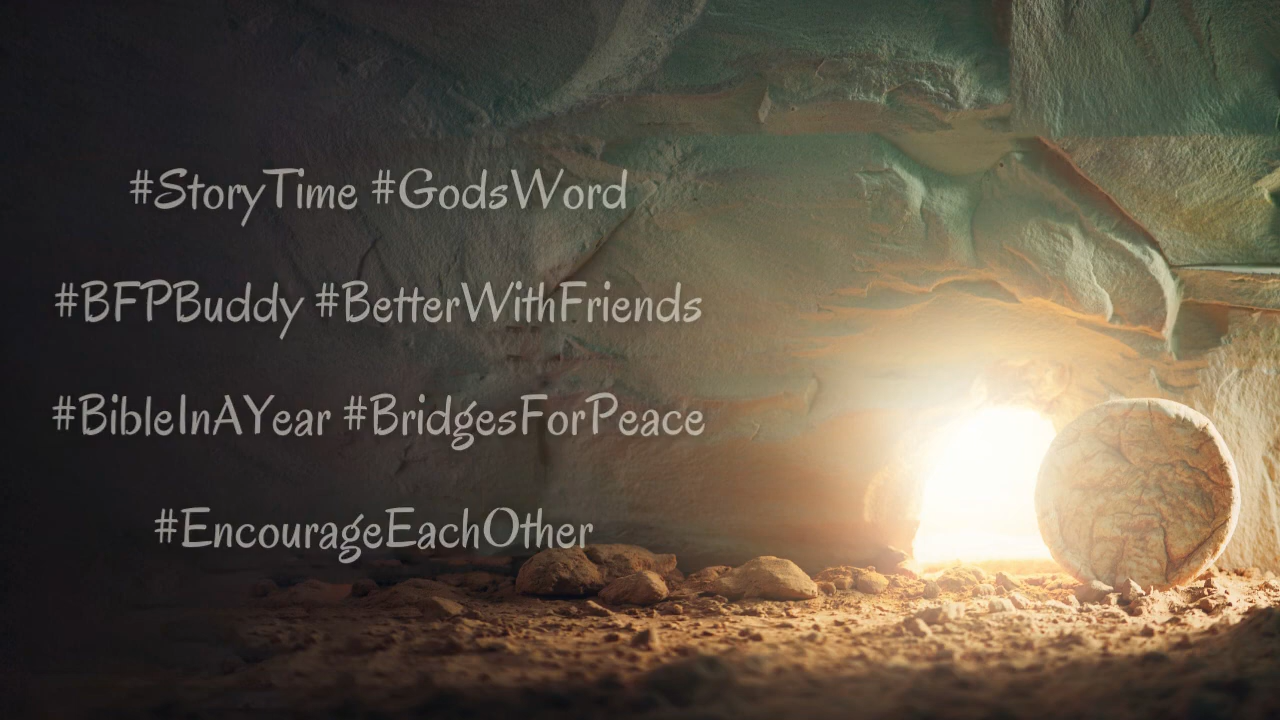 #StoryTime #GodsWord
#BFPBuddy #BetterWithFriends
#BibleInAYear #BridgesForPeace
#EncourageEachOther